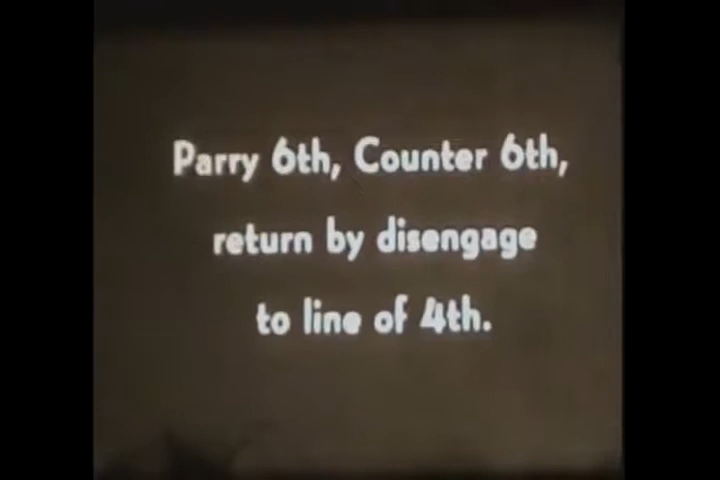 Parry 6th, Counter 6th,
return by disengage
to line of 4th.